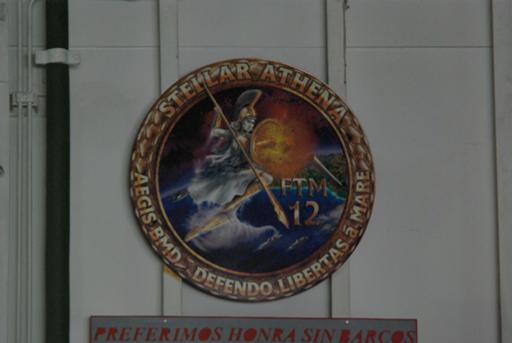 STELLAR ATHENA
FTM
12
AEGIS BMD - DEFENDO LIBERTAS á MARE
PREFERIMOS HONRA SIN BARCOS